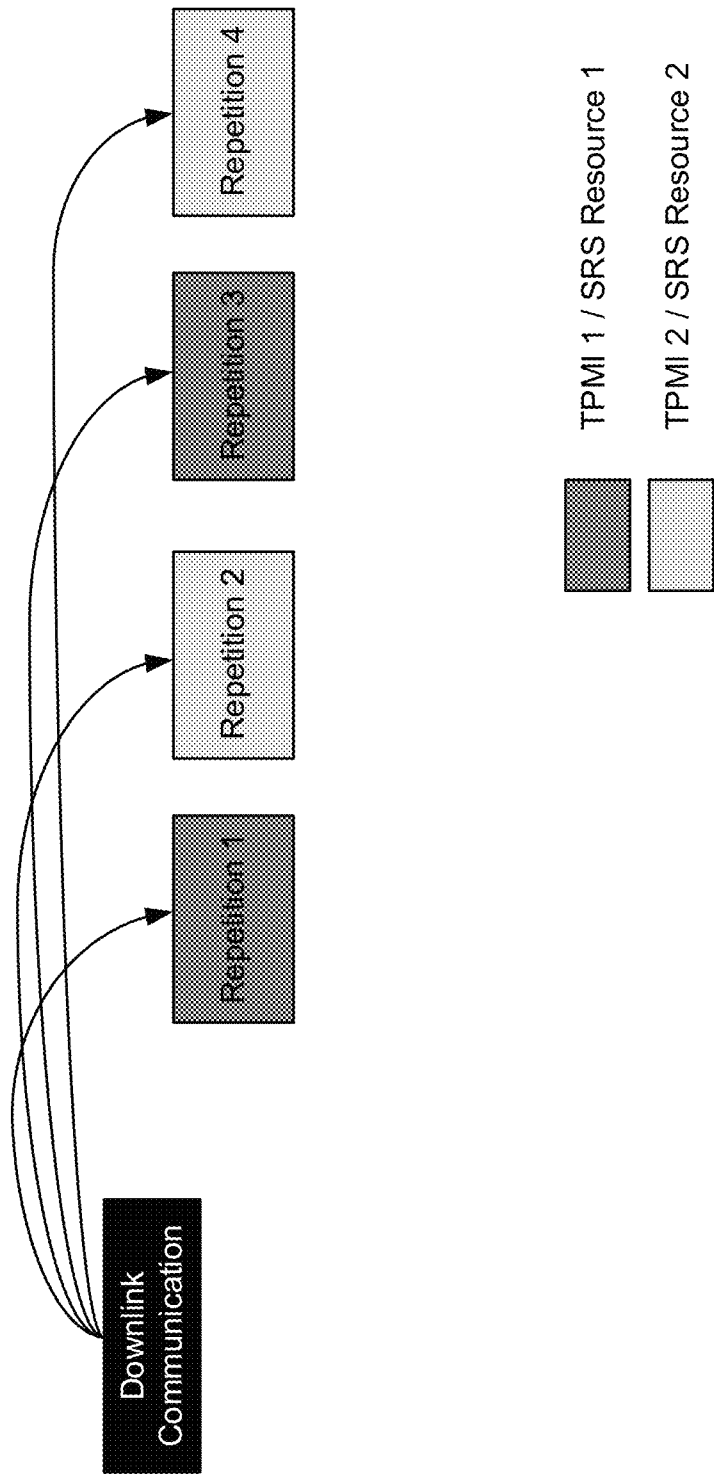 Downlink
Communication
Repetition 1
Repetition 2
Repetition 3
Repetition 4
TPMI 1 / SRS Resource 1
TPMI 2 / SRS Resource 2